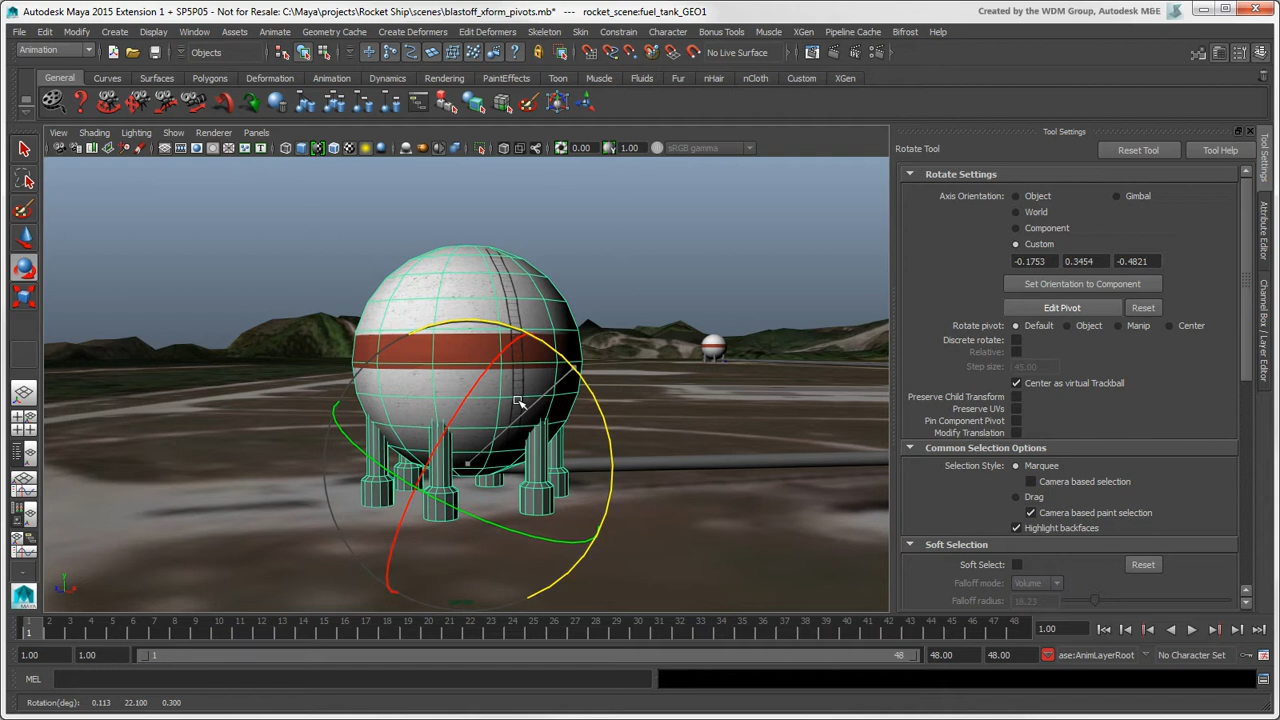 Autodesk Maya 2015 Extension 1 + SP5P05 - Not for Resale: C:\Maya\projects\Rocket Ship\scenes\blastoff_xform_pivots.mb* --- rocket_scene:fuel_tank_GEO1
Created by the WDM Group, Autodesk M&E
File Edit Modify Create Display Window Assets Animate Geometry Cache Create Deformers Edit Deformers Skeleton Skin Constrain Character Bonus Tools Muscle XGen Pipeline Cache Bifrost Help
Animation Objects No Live Surface
General Curves Surfaces Polygons Deformation Animation Dynamics Rendering PaintEffects Toon Muscle Fluids Fur nHair nCloth Custom XGen
View Shading Lighting Show Renderer Panels
0.00 1.00 sRGB gamma
Tool Settings
Rotate Tool Reset Tool Tool Help
Rotate Settings
Axis Orientation: Object Gimbal
World
Component
Custom
-0.1753 0.3454 -0.4821
Set Orientation to Component
Edit Pivot Reset
Rotate pivot: Default Object Manip Center
Discrete rotate:
Relative:
Step size: 45.00
Center as virtual Trackball
Preserve Child Transform
Preserve UVs
Pin Component Pivot
Modify Translation
Common Selection Options
Selection Style: Marquee
Camera based selection
Drag
Camera based paint selection
Highlight backfaces
Soft Selection
Soft Select: Reset
Falloff mode: Volume
Falloff radius: 18.23
Tool Settings
Attribute Editor
Channel Box / Layer Editor
MAYA
1 2 3 4 5 6 7 8 9 10 11 12 13 14 15 16 17 18 19 20 21 22 23 24 25 26 27 28 29 30 31 32 33 34 35 36 37 38 39 40 41 42 43 44 45 46 47 48
1
1.00
1.00 1.00 1 48 48.00 48.00 ase:AnimLayerRoot No Character Set
MEL
Rotation(deg): 0.113 22.100 0.300